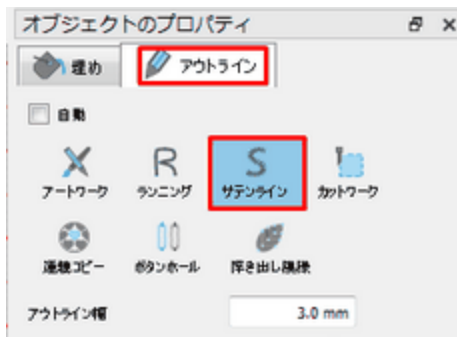 オブジェクトのプロパティ
埋め アウトライン
自動
アートワーク ランニング サテンライン カットワーク
連鎖コピー ボタンホール 浮き出し模様
アウトライン幅 3.0 mm